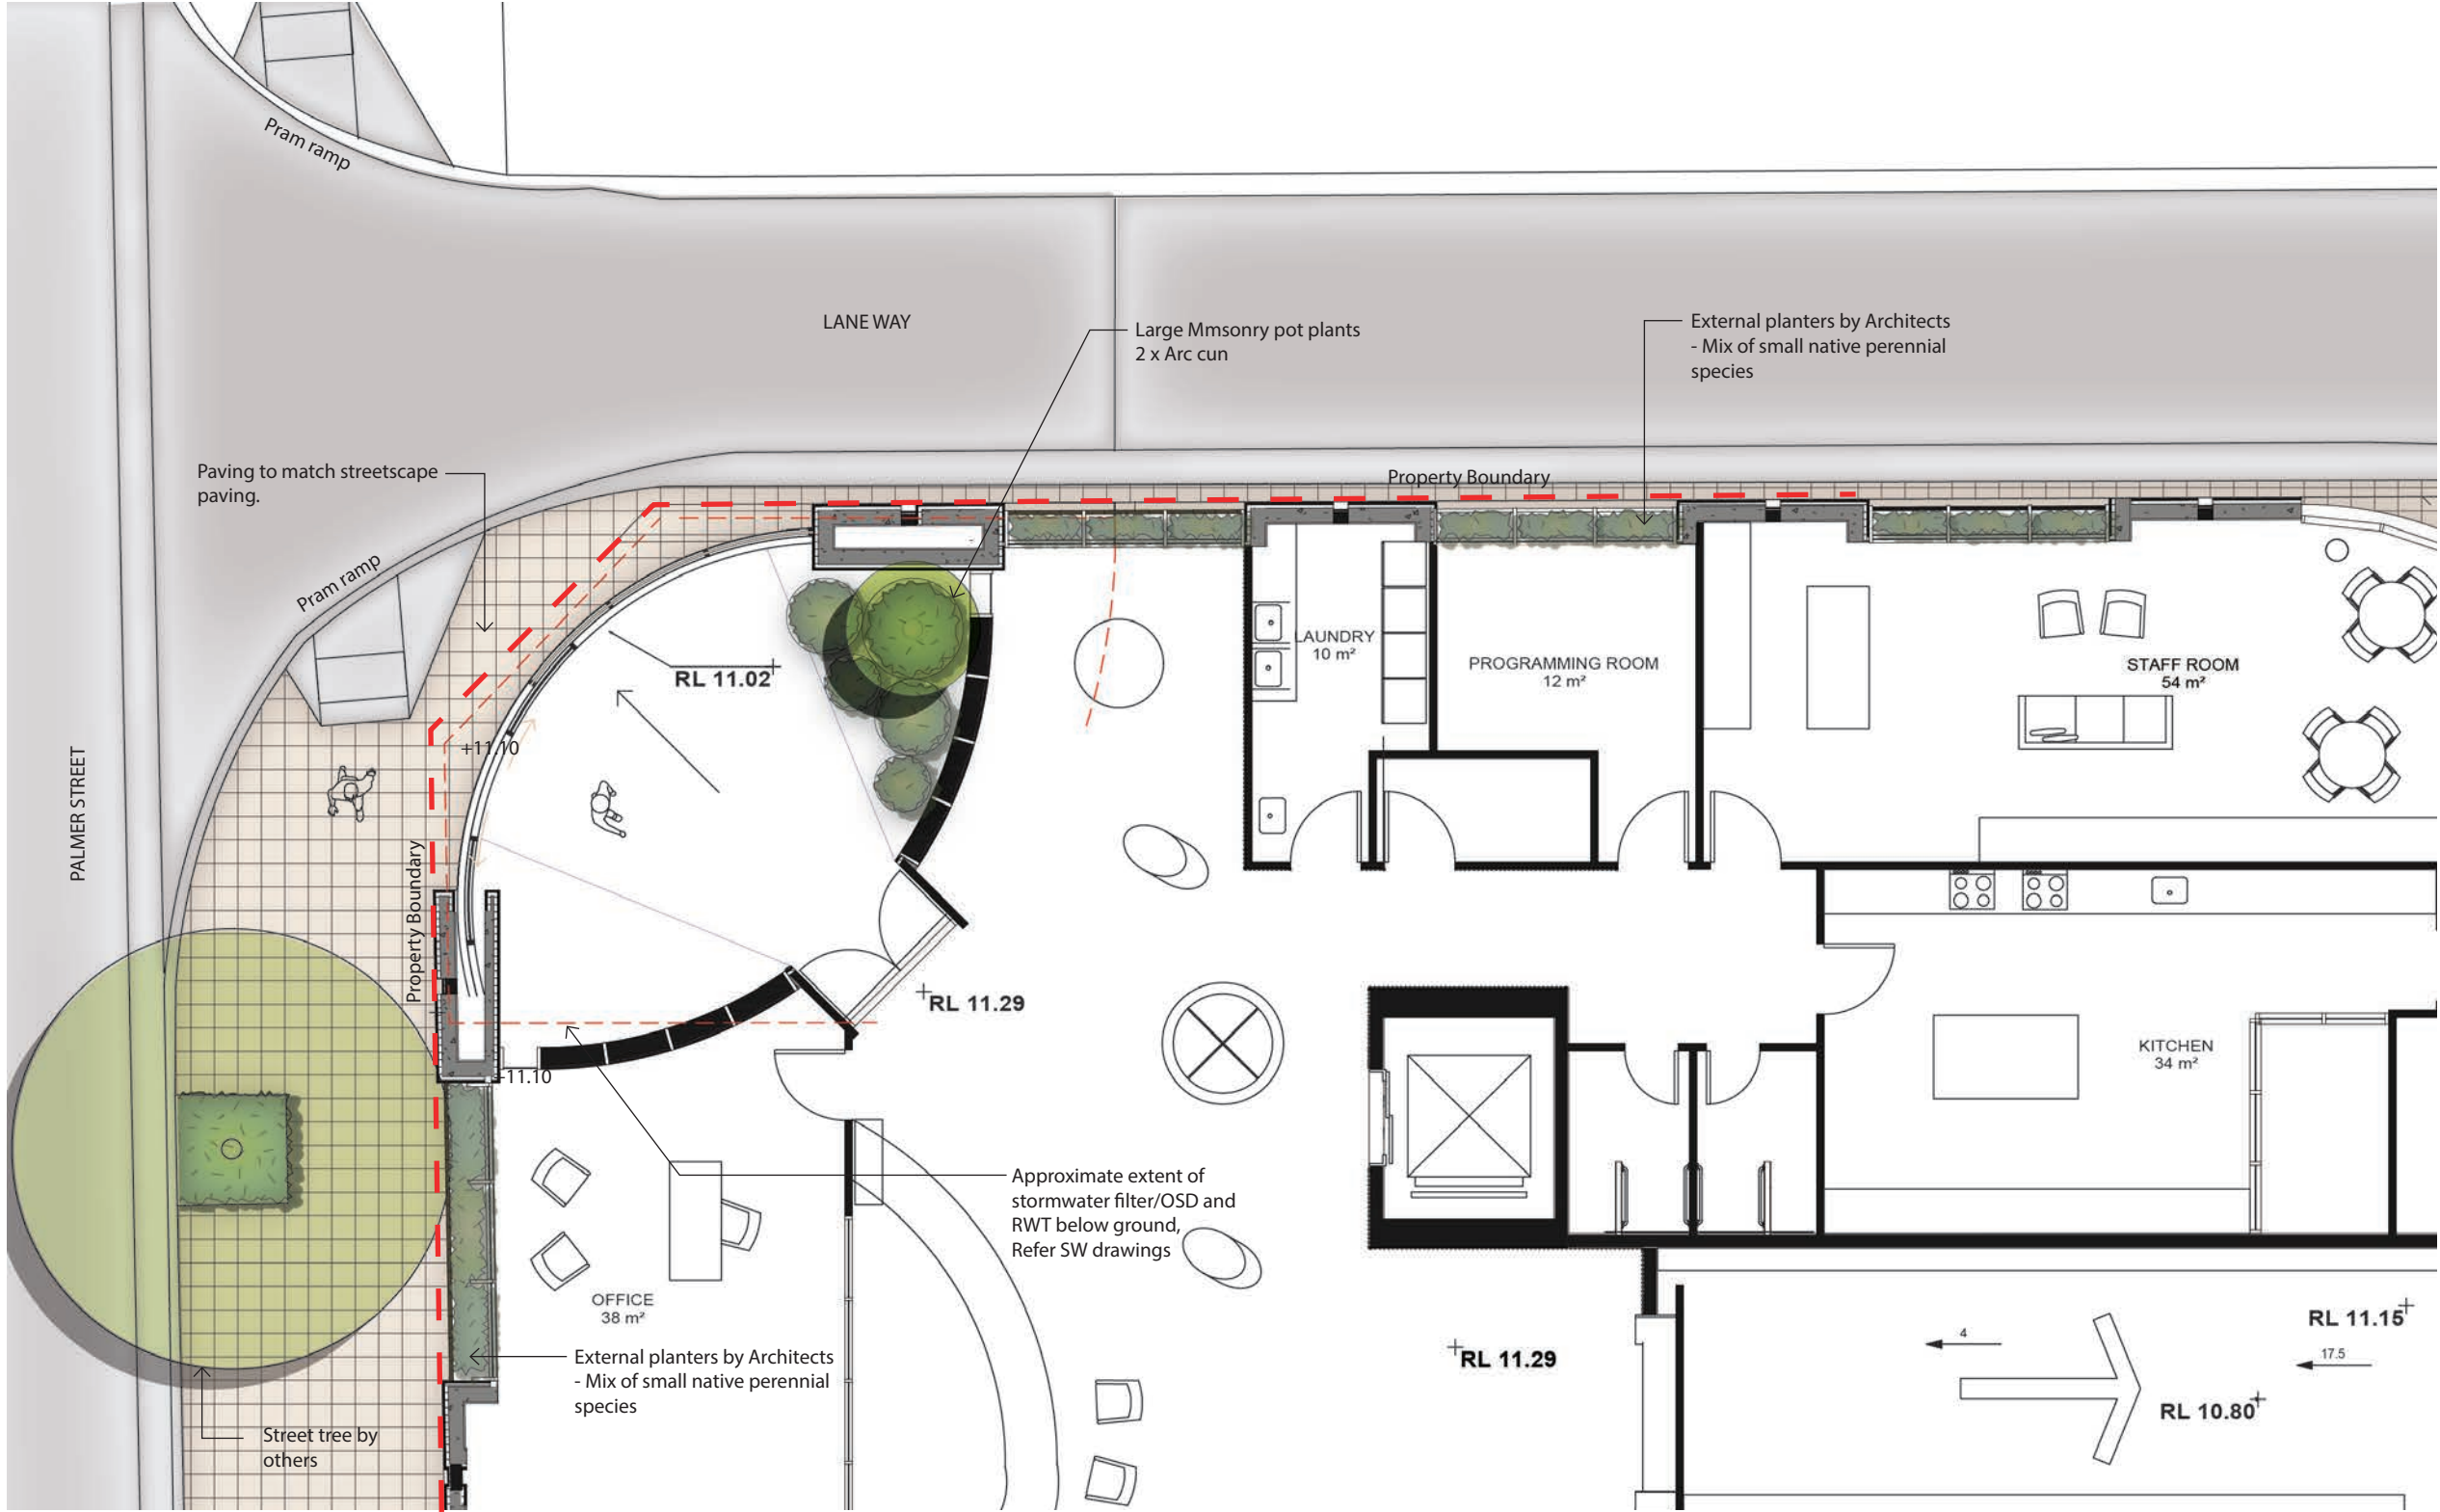 Pram ramp
LANE WAY
Large Mmsonry pot plants
2 x Arc cun
External planters by Architects
- Mix of small native perennial
species
Paving to match streetscape
paving.
Property Boundary
Pram ramp
RL 11.02
LAUNDRY
10 m²
PROGRAMMING ROOM
12 m²
STAFF ROOM
54 m²
+11.10
PALMER STREET
Property Boundary
RL 11.29
KITCHEN
34 m²
+11.10
Approximate extent of
stormwater filter/OSD and
RWT below ground,
Refer SW drawings
OFFICE
38 m²
External planters by Architects
- Mix of small native perennial
species
RL 11.29
4
RL 11.15
17.5
RL 10.80
Street tree by
others